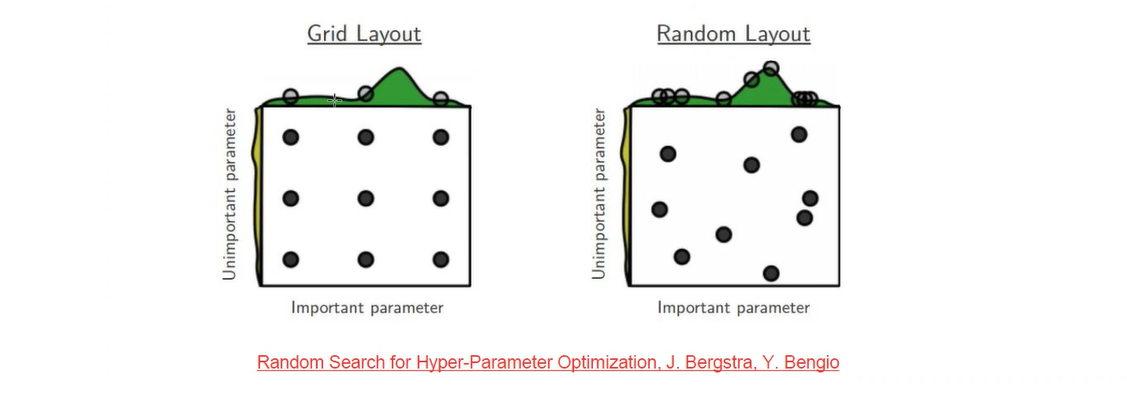 Grid Layout
Random Layout
Unimportant parameter
Important parameter
Unimportant parameter
Important parameter
Random Search for Hyper-Parameter Optimization, J. Bergstra, Y. Bengio